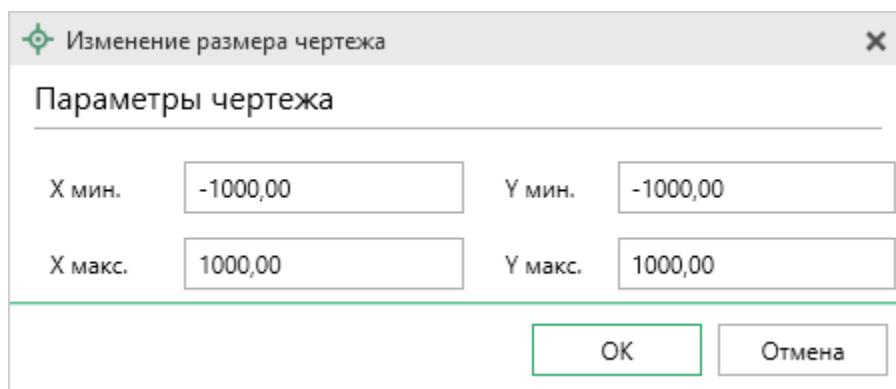 Изменение размера чертежа
Параметры чертежа
X мин. -1000,00 Y мин. -1000,00
X макс. 1000,00 Y макс. 1000,00
OK Отмена